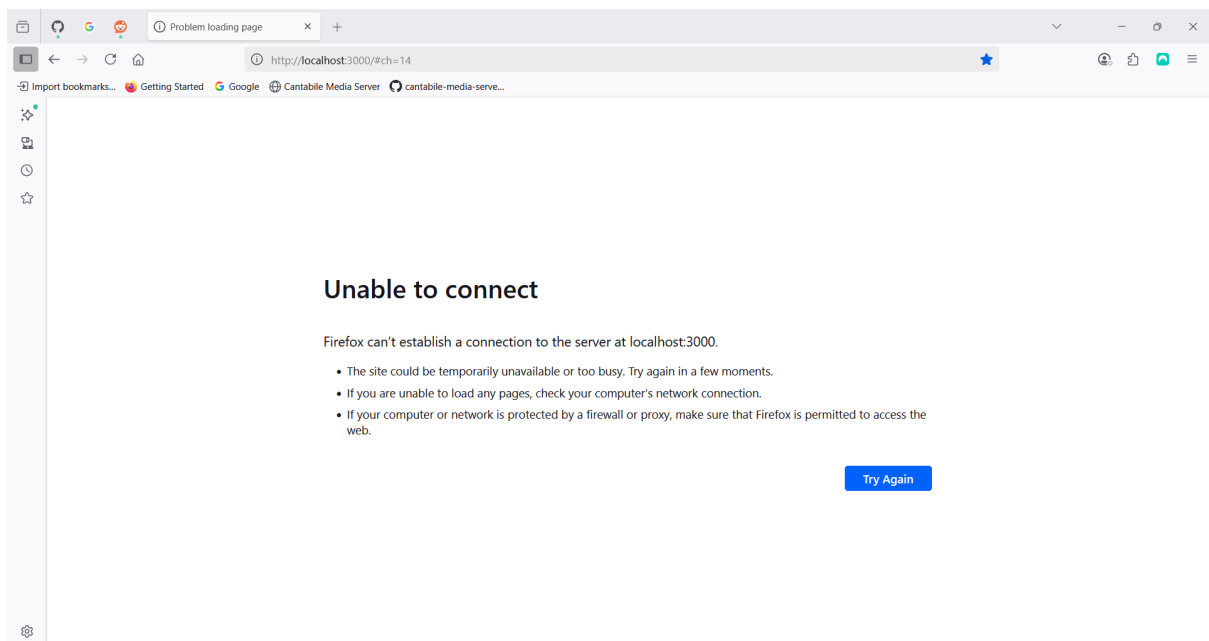 Problem loading page
http://localhost:3000/#ch=14
Import bookmarks... Getting Started Google Cantabile Media Server cantabile-media-serve...
Unable to connect
Firefox can’t establish a connection to the server at localhost:3000.
• The site could be temporarily unavailable or too busy. Try again in a few moments.
• If you are unable to load any pages, check your computer’s network connection.
• If your computer or network is protected by a firewall or proxy, make sure that Firefox is permitted to access the
web.
Try Again